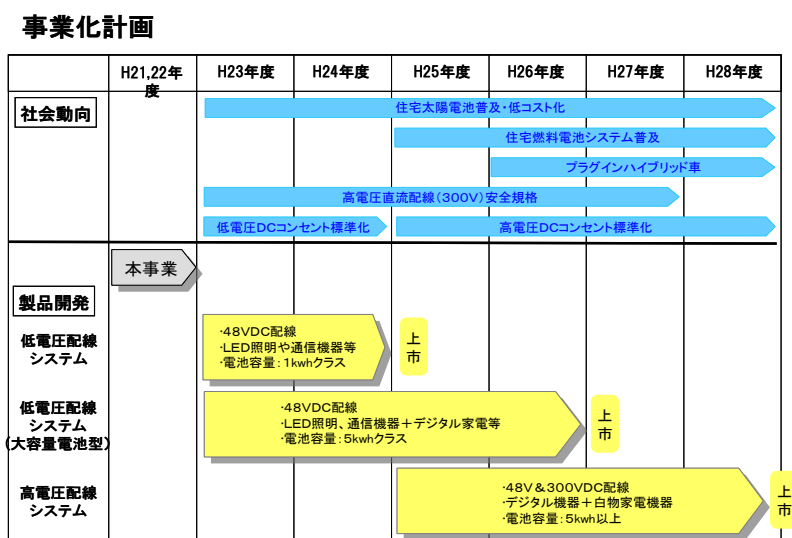 事業化計画
H21,22年
度
H23年度
H24年度
H25年度
H26年度
H27年度
H28年度
社会動向
住宅太陽電池普及・低コスト化
住宅燃料電池システム普及
プラグインハイブリッド車
高電圧直流配線(300V)安全規格
低電圧DCコンセント標準化
高電圧DCコンセント標準化
本事業
製品開発
低電圧配線
システム
・48VDC配線
・LED照明や通信機器等
・電池容量:1kwhクラス
上
市
低電圧配線
システム
(大容量電池型)
・48VDC配線
・LED照明、通信機器+デジタル家電等
・電池容量:5kwhクラス
上
市
高電圧配線
システム
・48V&300VDC配線
・デジタル機器+白物家電機器
・電池容量:5kwh以上
上
市